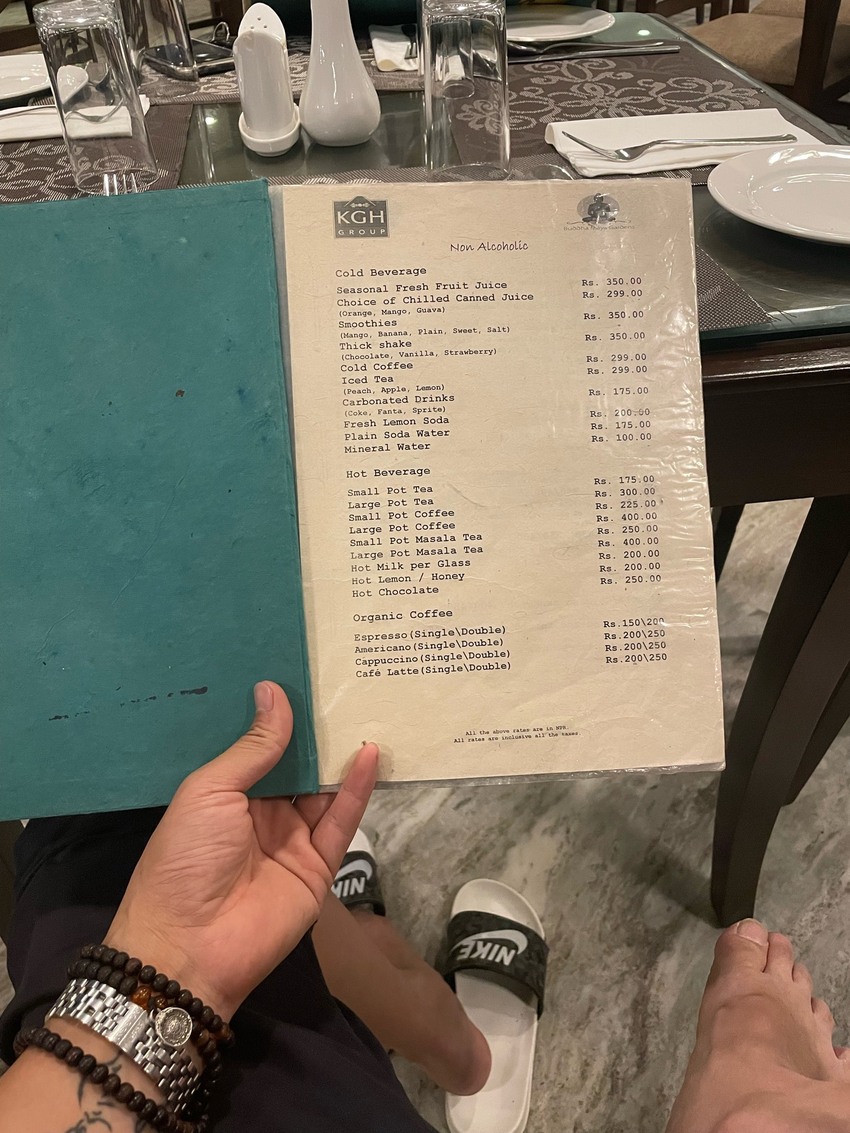 KGH
GROUP
Non Alcoholic
Cold Beverage
Seasonal Fresh Fruit Juice Rs. 350.00
Choice of Chilled Canned Juice Rs. 299.00
(Orange, Mango, Guava)
Smoothies Rs. 350.00
(Mango, Banana, Plain, Sweet, Salt)
Thick shake Rs. 350.00
(Chocolate, Vanilla, Strawberry)
Cold Coffee Rs. 299.00
Iced Tea Rs. 299.00
(Peach, Apple, Lemon)
Carbonated Drinks Rs. 175.00
(Coke, Fanta, Sprite)
Fresh Lemon Soda Rs. 200.00
Plain Soda Water Rs. 175.00
Mineral Water Rs. 100.00
Hot Beverage
Small Pot Tea Rs. 175.00
Large Pot Tea Rs. 300.00
Small Pot Coffee Rs. 225.00
Large Pot Coffee Rs. 400.00
Small Pot Masala Tea Rs. 250.00
Large Pot Masala Tea Rs. 400.00
Hot Milk per Glass Rs. 200.00
Hot Lemon / Honey Rs. 200.00
Hot Chocolate Rs. 250.00
Organic Coffee
Espresso(Single\Double) Rs.150\200
Americano(Single\Double) Rs.200\250
Cappuccino(Single\Double) Rs.200\250
Café Latte(Single\Double) Rs.200\250
All the above rates are in NPR.
All rates are inclusive all the taxes.
NIKE
NIKE